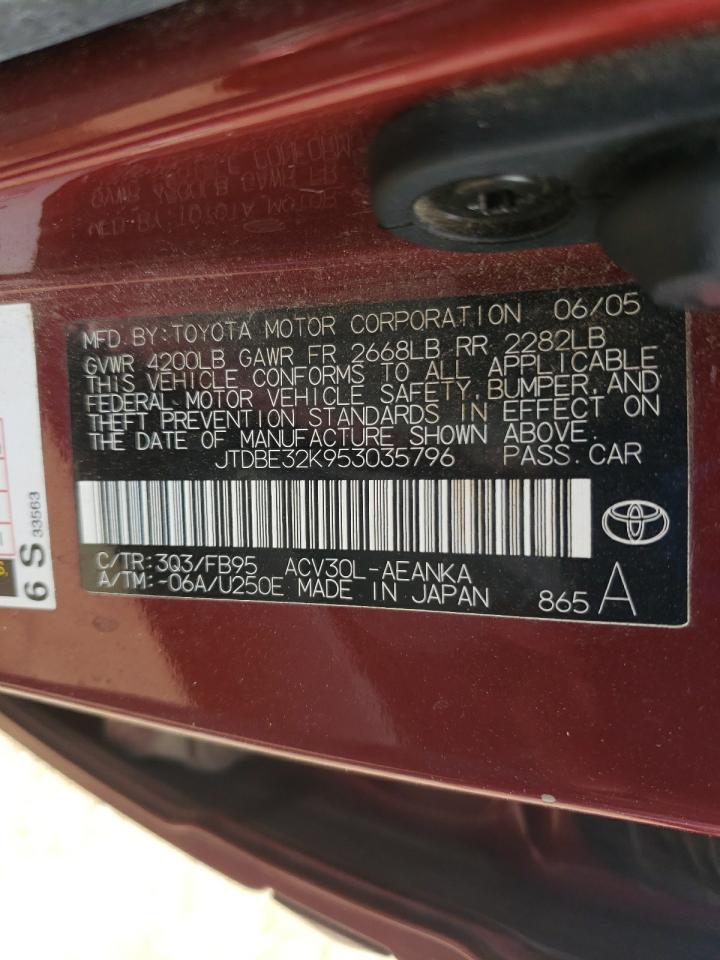 MFD. BY: TOYOTA MOTOR CORPORATION 06/05
GVWR 4200LB GAWR FR 2668LB RR 2282LB
THIS VEHICLE CONFORMS TO ALL APPLICABLE
FEDERAL MOTOR VEHICLE SAFETY, BUMPER, AND
THEFT PREVENTION STANDARDS IN EFFECT ON
THE DATE OF MANUFACTURE SHOWN ABOVE.
JTDBE32K953035796 PASS. CAR
C/TR: 3Q3/FB95 ACV30L-AEANKA
A/TM: -06A/U250E MADE IN JAPAN 865 A
6 S 33563